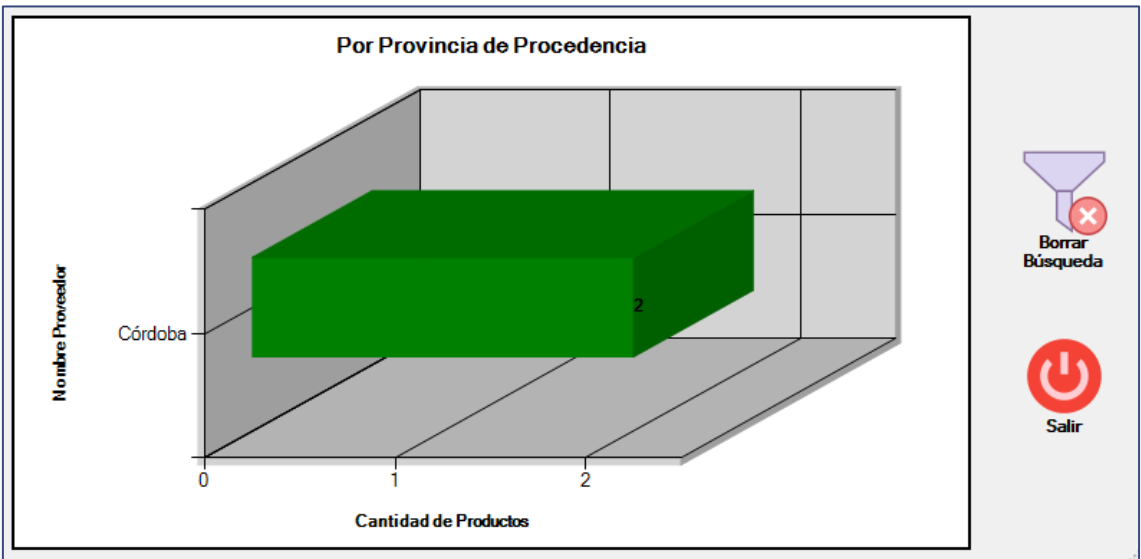 Por Provincia de Procedencia
Nombre Proveedor
Córdoba
2
0
1
2
Cantidad de Productos
Borrar
Búsqueda
Salir